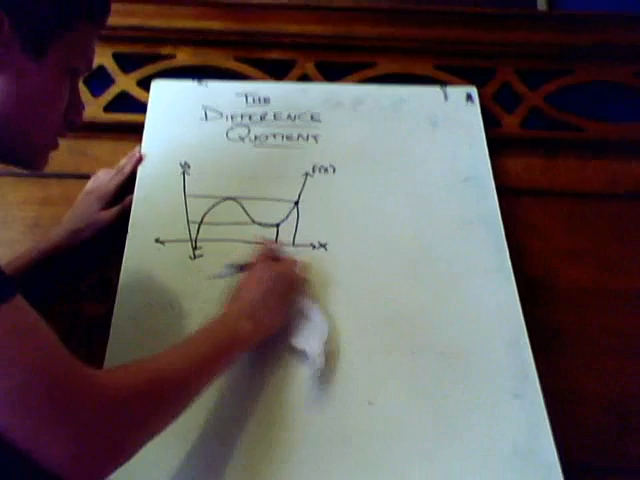 THE
DIFFERENCE
QUOTIENT
y
f(x)
x